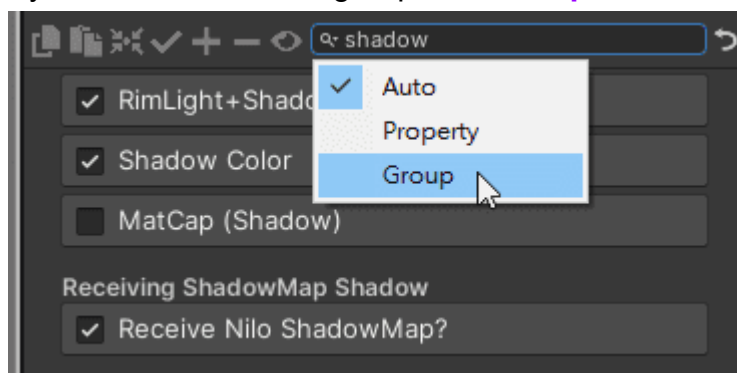 shadow
Auto
RimLight+Shado
Property
Shadow Color
Group
MatCap (Shadow)
Receiving ShadowMap Shadow
Receive Nilo ShadowMap?